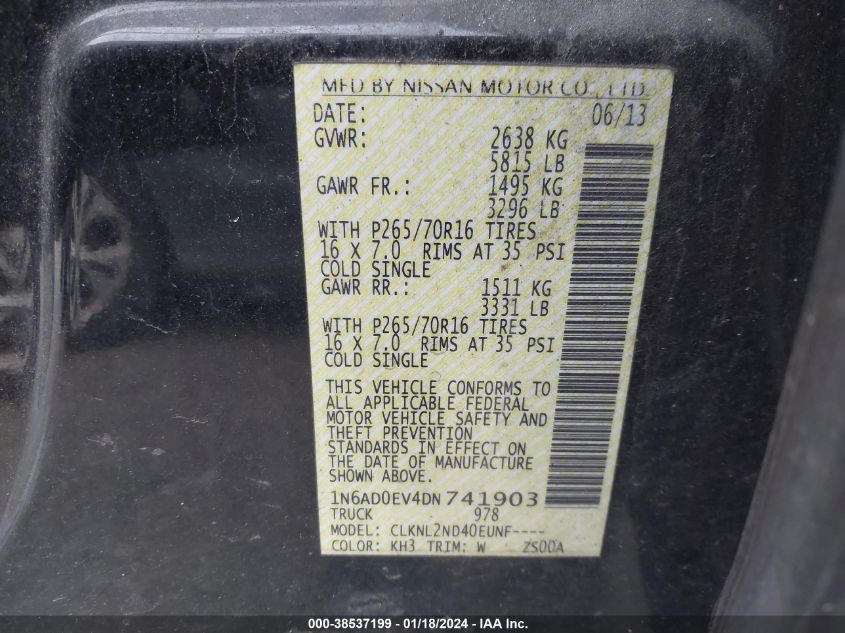 MFD BY NISSAN MOTOR CO., LTD.
DATE: 06/13
GVWR: 2638 KG
5815 LB
GAWR FR.: 1495 KG
3296 LB
WITH P265/70R16 TIRES
16 X 7.0 RIMS AT 35 PSI
COLD SINGLE
GAWR RR.: 1511 KG
3331 LB
WITH P265/70R16 TIRES
16 X 7.0 RIMS AT 35 PSI
COLD SINGLE
THIS VEHICLE CONFORMS TO
ALL APPLICABLE FEDERAL
MOTOR VEHICLE SAFETY AND
THEFT PREVENTION
STANDARDS IN EFFECT ON
THE DATE OF MANUFACTURE
SHOWN ABOVE.
1N6AD0EV4DN741903
TRUCK 978
MODEL: CLKNL2ND40EUNF----
COLOR: KH3 TRIM: W ZS00A
000-38537199 - 01/18/2024 - IAA Inc.